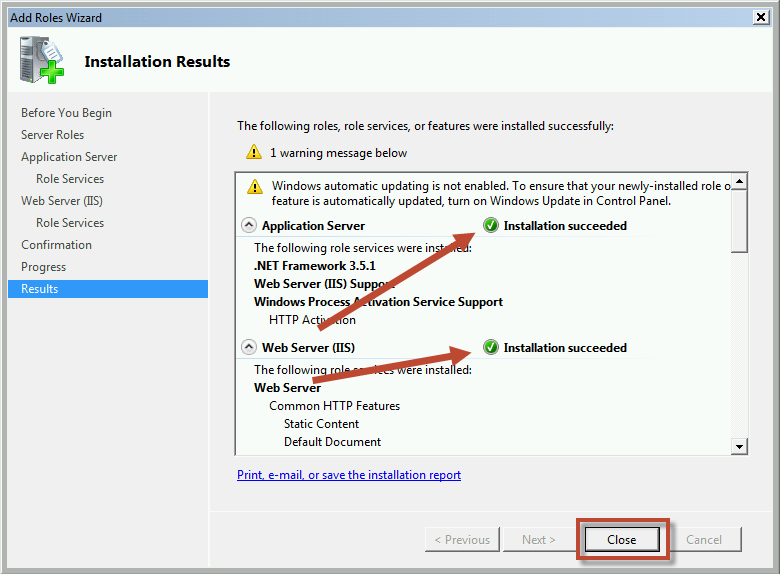 Add Roles Wizard
Installation Results
Before You Begin
Server Roles
Application Server
Role Services
Web Server (IIS)
Role Services
Confirmation
Progress
Results
The following roles, role services, or features were installed successfully:
1 warning message below
Windows automatic updating is not enabled. To ensure that your newly-installed role o
feature is automatically updated, turn on Windows Update in Control Panel.
Application Server Installation succeeded
The following role services were installed:
.NET Framework 3.5.1
Web Server (IIS) Support
Windows Process Activation Service Support
HTTP Activation
Web Server (IIS) Installation succeeded
The following role services were installed:
Web Server
Common HTTP Features
Static Content
Default Document
Print, e-mail, or save the installation report
< Previous Next > Close Cancel